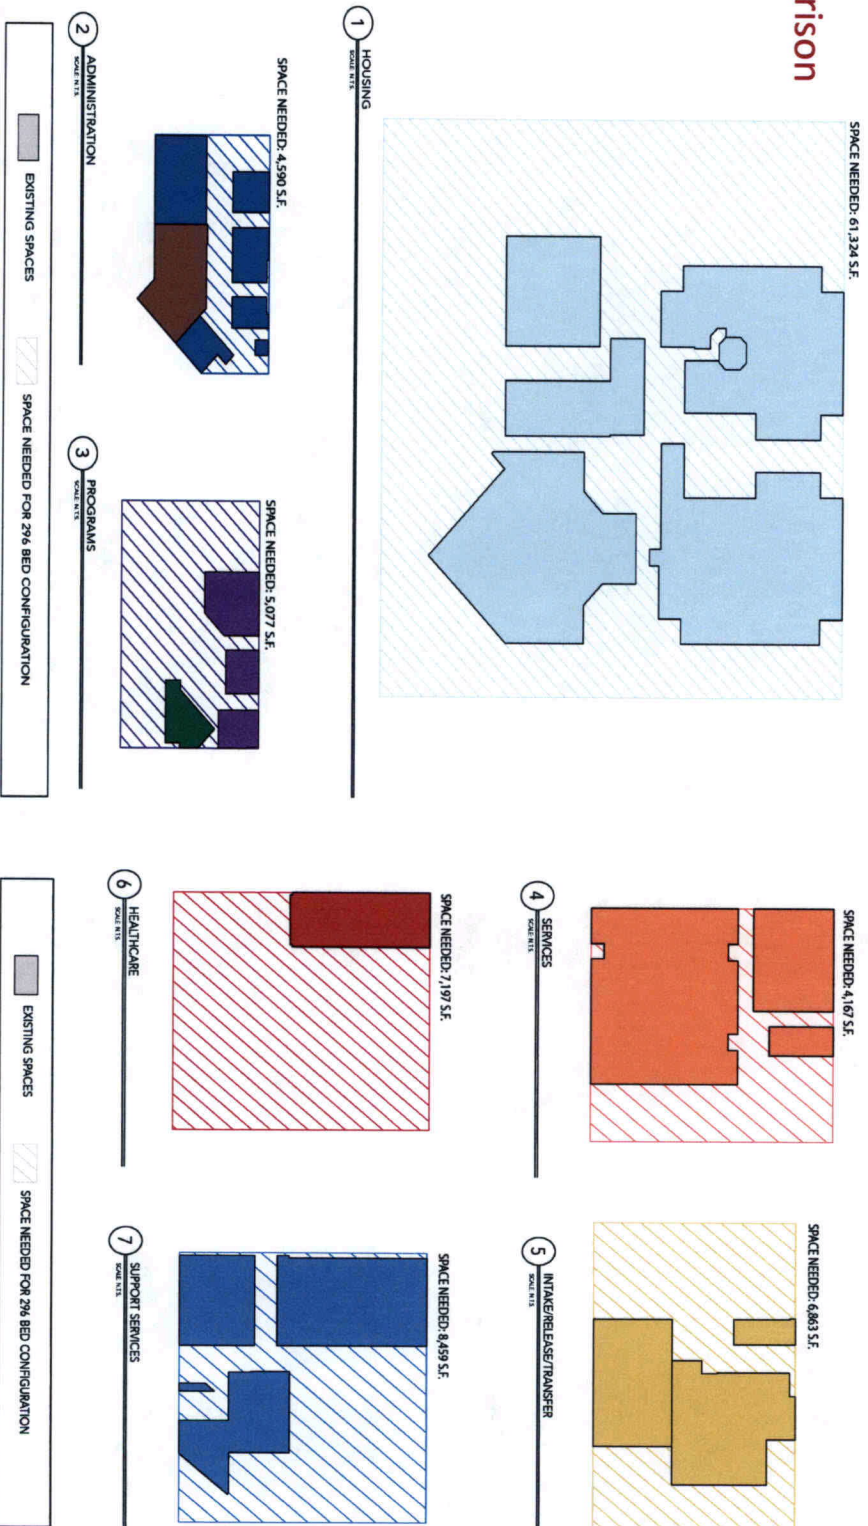 rison
SPACE NEEDED: 61,324 S.F.
1
HOUSING
SCALE: N.T.S.
SPACE NEEDED: 4,590 S.F.
2
ADMINISTRATION
SCALE: N.T.S.
SPACE NEEDED: 5,077 S.F.
3
PROGRAMS
SCALE: N.T.S.
EXISTING SPACES
SPACE NEEDED FOR 296 BED CONFIGURATION
SPACE NEEDED: 4,167 S.F.
4
SERVICES
SCALE: N.T.S.
SPACE NEEDED: 6,863 S.F.
5
INTAKE/RELEASE/TRANSFER
SCALE: N.T.S.
SPACE NEEDED: 7,197 S.F.
6
HEALTHCARE
SCALE: N.T.S.
SPACE NEEDED: 8,459 S.F.
7
SUPPORT SERVICES
SCALE: N.T.S.
EXISTING SPACES
SPACE NEEDED FOR 296 BED CONFIGURATION